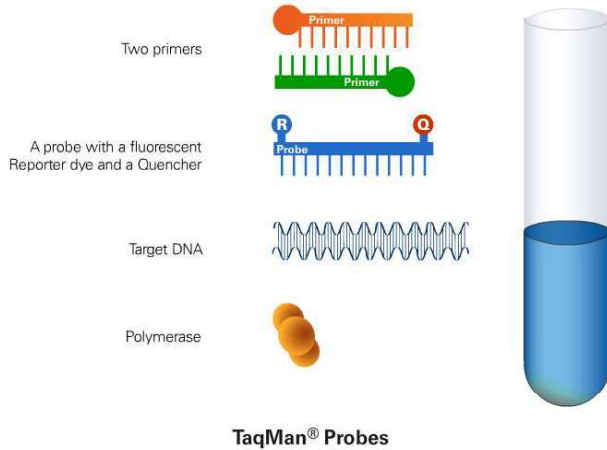 Primer
Two primers
Primer
R
Q
A probe with a fluorescent
Probe
Reporter dye and a Quencher
Target DNA
Polymerase
TaqMan® Probes